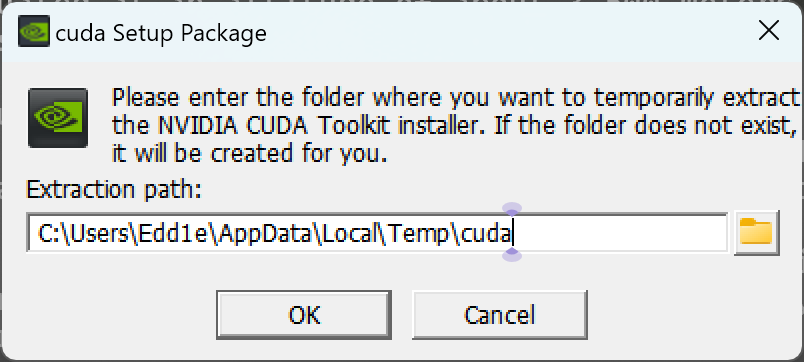 cuda Setup Package
Please enter the folder where you want to temporarily extract
the NVIDIA CUDA Toolkit installer. If the folder does not exist,
it will be created for you.
Extraction path:
C:\Users\Edd1e\AppData\Local\Temp\cuda
OK
Cancel